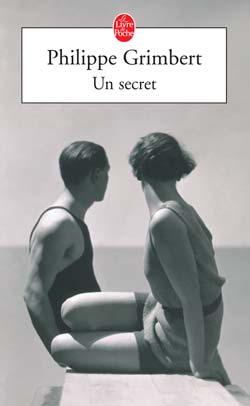 Le Livre
de
Poche
Philippe Grimbert
Un secret